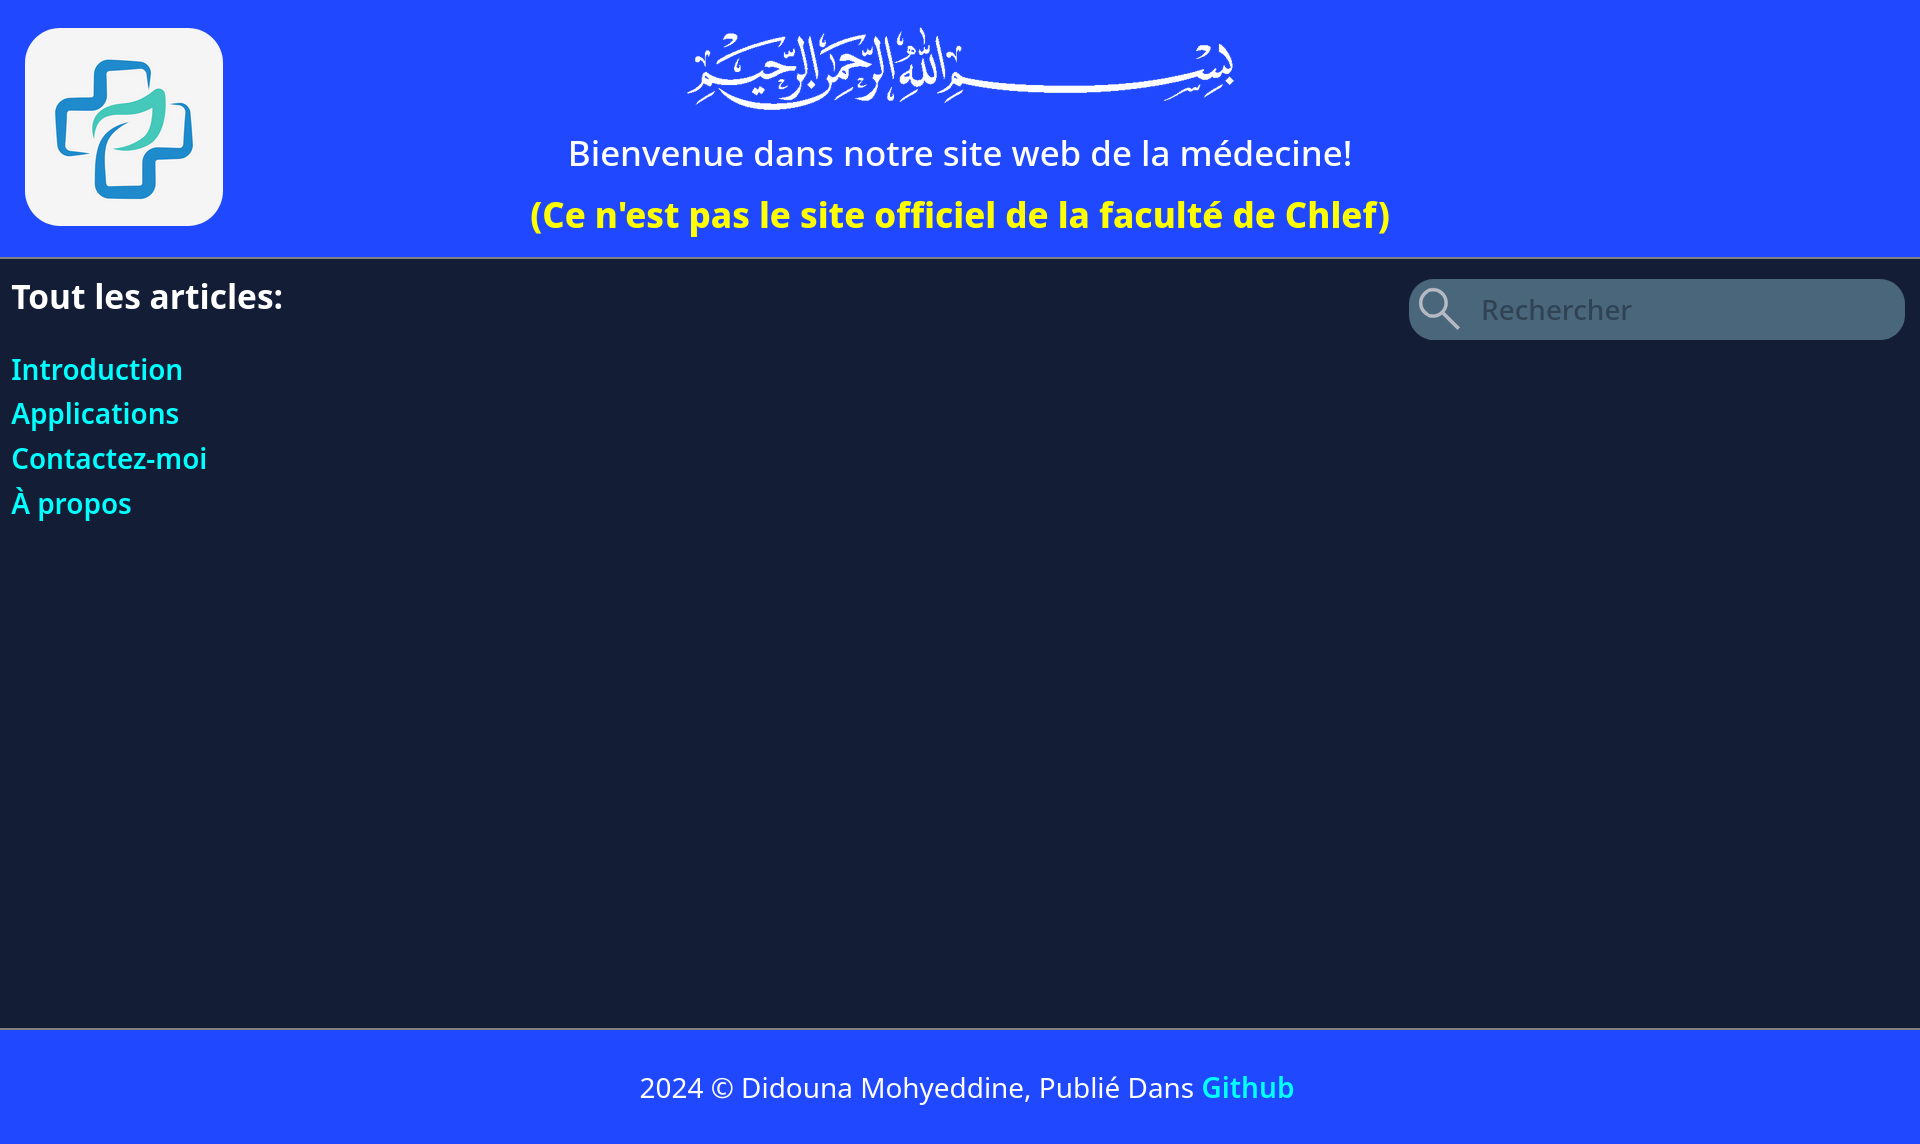 بسم الله الرحمن الرحيم
Bienvenue dans notre site web de la médecine!
(Ce n'est pas le site officiel de la faculté de Chlef)
Tout les articles:
Rechercher
Introduction
Applications
Contactez-moi
À propos
2024 © Didouna Mohyeddine, Publié Dans Github